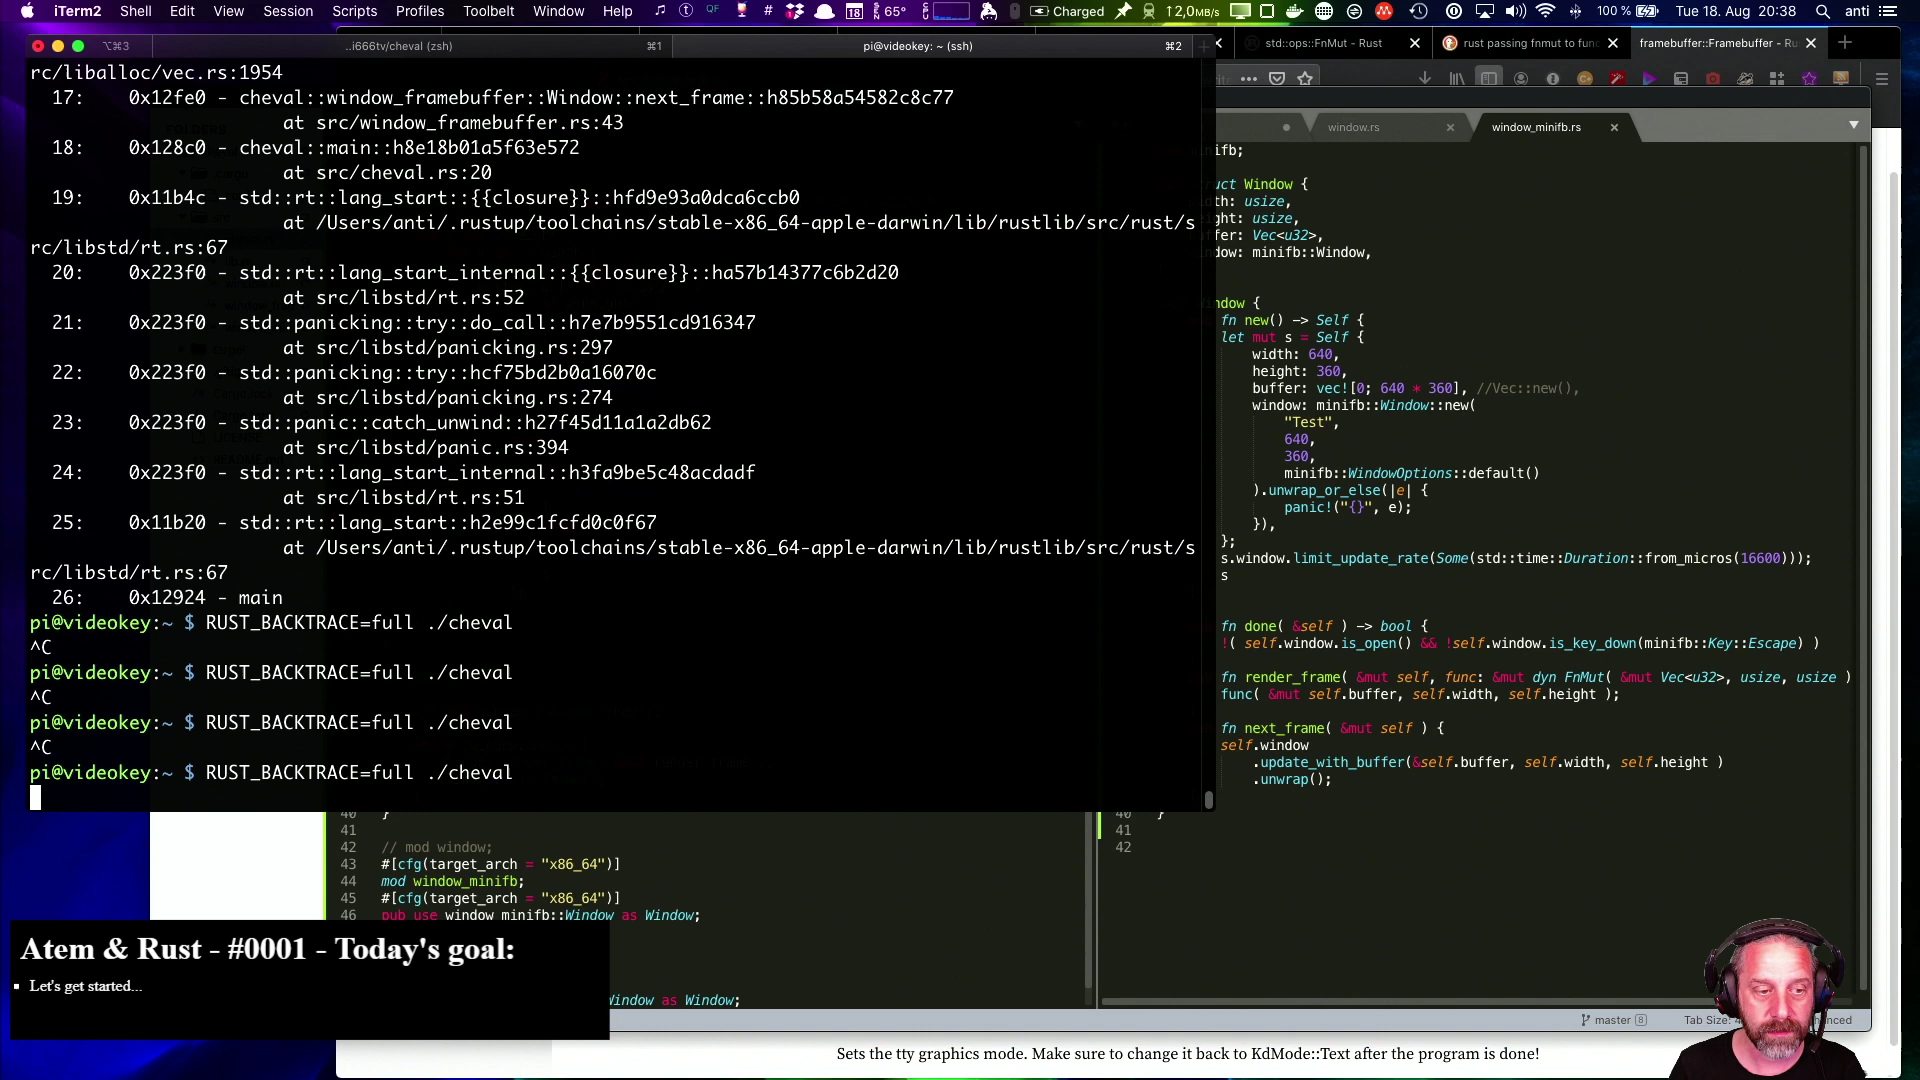 iTerm2 Shell Edit View Session Scripts Profiles Toolbelt Window Help
65° Charged 2,0MB/s 100 % Tue 18. Aug 20:38 anti
⌥⌘3 ..i666tv/cheval (zsh) ⌘1 pi@videokey: ~ (ssh) ⌘2
std::ops::FnMut - Rust rust passing fnmut to func framebuffer::Framebuffer - Ru
rc/liballoc/vec.rs:1954
17: 0x12fe0 - cheval::window_framebuffer::Window::next_frame::h85b58a54582c8c77
at src/window_framebuffer.rs:43
18: 0x128c0 - cheval::main::h8e18b01a5f63e572
at src/cheval.rs:20
19: 0x11b4c - std::rt::lang_start::{{closure}}::hfd9e93a0dca6ccb0
at /Users/anti/.rustup/toolchains/stable-x86_64-apple-darwin/lib/rustlib/src/rust/s
rc/libstd/rt.rs:67
20: 0x223f0 - std::rt::lang_start_internal::{{closure}}::ha57b14377c6b2d20
at src/libstd/rt.rs:52
21: 0x223f0 - std::panicking::try::do_call::h7e7b9551cd916347
at src/libstd/panicking.rs:297
22: 0x223f0 - std::panicking::try::hcf75bd2b0a16070c
at src/libstd/panicking.rs:274
23: 0x223f0 - std::panic::catch_unwind::h27f45d11a1a2db62
at src/libstd/panic.rs:394
24: 0x223f0 - std::rt::lang_start_internal::h3fa9be5c48acdadf
at src/libstd/rt.rs:51
25: 0x11b20 - std::rt::lang_start::h2e99c1fcfd0c0f67
at /Users/anti/.rustup/toolchains/stable-x86_64-apple-darwin/lib/rustlib/src/rust/s
rc/libstd/rt.rs:67
26: 0x12924 - main
pi@videokey:~ $ RUST_BACKTRACE=full ./cheval
^C
pi@videokey:~ $ RUST_BACKTRACE=full ./cheval
^C
pi@videokey:~ $ RUST_BACKTRACE=full ./cheval
^C
pi@videokey:~ $ RUST_BACKTRACE=full ./cheval
window.rs window_minifb.rs
ifb;
uct Window {
dth: usize,
ight: usize,
ffer: Vec<u32>,
dow: minifb::Window,
indow {
fn new() -> Self {
let mut s = Self {
width: 640,
height: 360,
buffer: vec![0; 640 * 360], //Vec::new(),
window: minifb::Window::new(
"Test",
640,
360,
minifb::WindowOptions::default()
).unwrap_or_else(|e| {
panic!("{}", e);
}),
};
s.window.limit_update_rate(Some(std::time::Duration::from_micros(16600)));
s
fn done( &self ) -> bool {
!( self.window.is_open() && !self.window.is_key_down(minifb::Key::Escape) )
fn render_frame( &mut self, func: &mut dyn FnMut( &mut Vec<u32>, usize, usize )
func( &mut self.buffer, self.width, self.height );
fn next_frame( &mut self ) {
self.window
.update_with_buffer(&self.buffer, self.width, self.height )
.unwrap();
40 }
41
42
40 }
41
42 // mod window;
43 #[cfg(target_arch = "x86_64")]
44 mod window_minifb;
45 #[cfg(target_arch = "x86_64")]
46 pub use window_minifb::Window as Window;
Window as Window;
master 8 Tab Size:
Atem & Rust - #0001 - Today's goal:
Let's get started...
Sets the tty graphics mode. Make sure to change it back to KdMode::Text after the program is done!